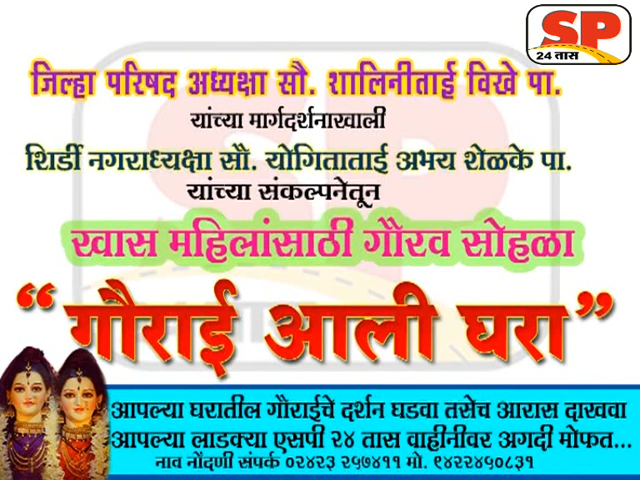 SP
24 तास
जिल्हा परिषद अध्यक्षा सौ. शालिनीताई विखे पा.
यांच्या मार्गदर्शनाखाली
शिर्डी नगराध्यक्षा सौ. योगिताताई अभय शेळके पा.
यांच्या संकल्पनेतून
खास महिलांसाठी गौरव सोहळा
“गौराई आली घरा”
आपल्या घरातील गौराईचे दर्शन घडवा तसेच आरास दाखवा
आपल्या लाडक्या एसपी २४ तास वाहीनीवर अगदी मोफत...
नाव नोंदणी संपर्क ०२४२३ २५७४११ मो. ९४२२४५०८३१